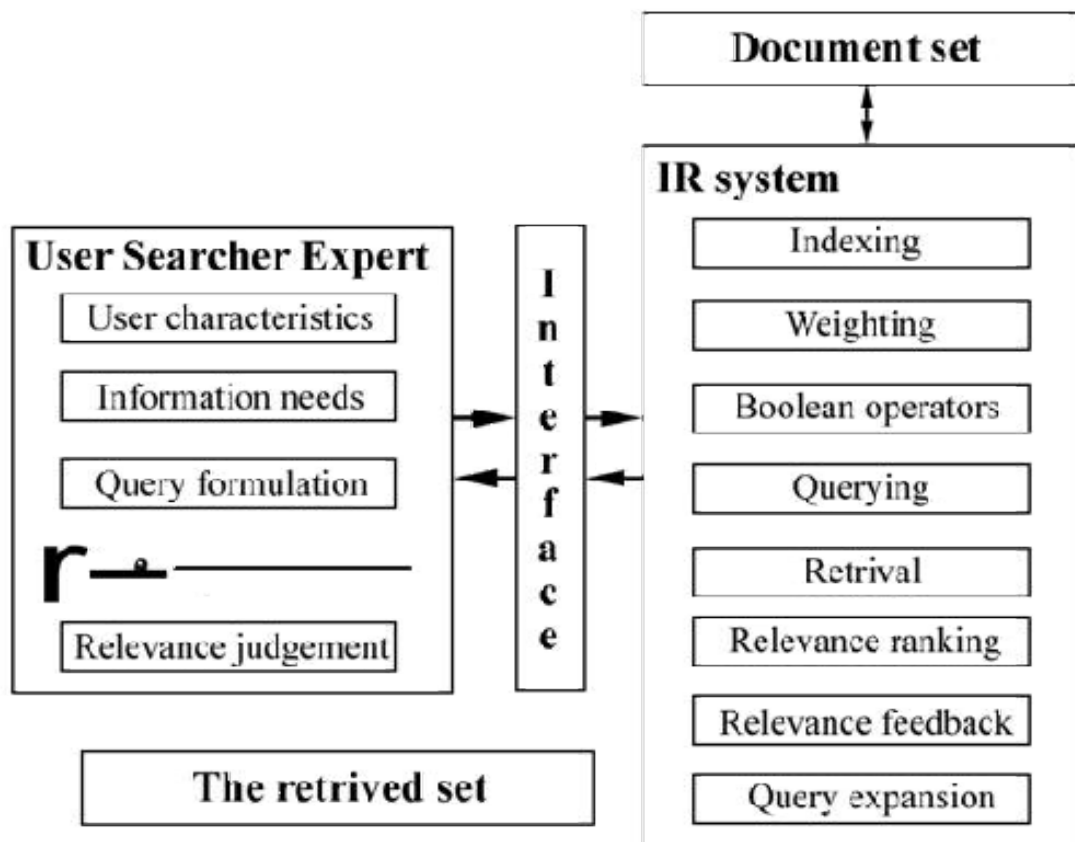 Document set
IR system
Indexing
Weighting
Boolean operators
Querying
Retrival
Relevance ranking
Relevance feedback
Query expansion
User Searcher Expert
User characteristics
Information needs
Query formulation
r
Relevance judgement
Interface
The retrived set